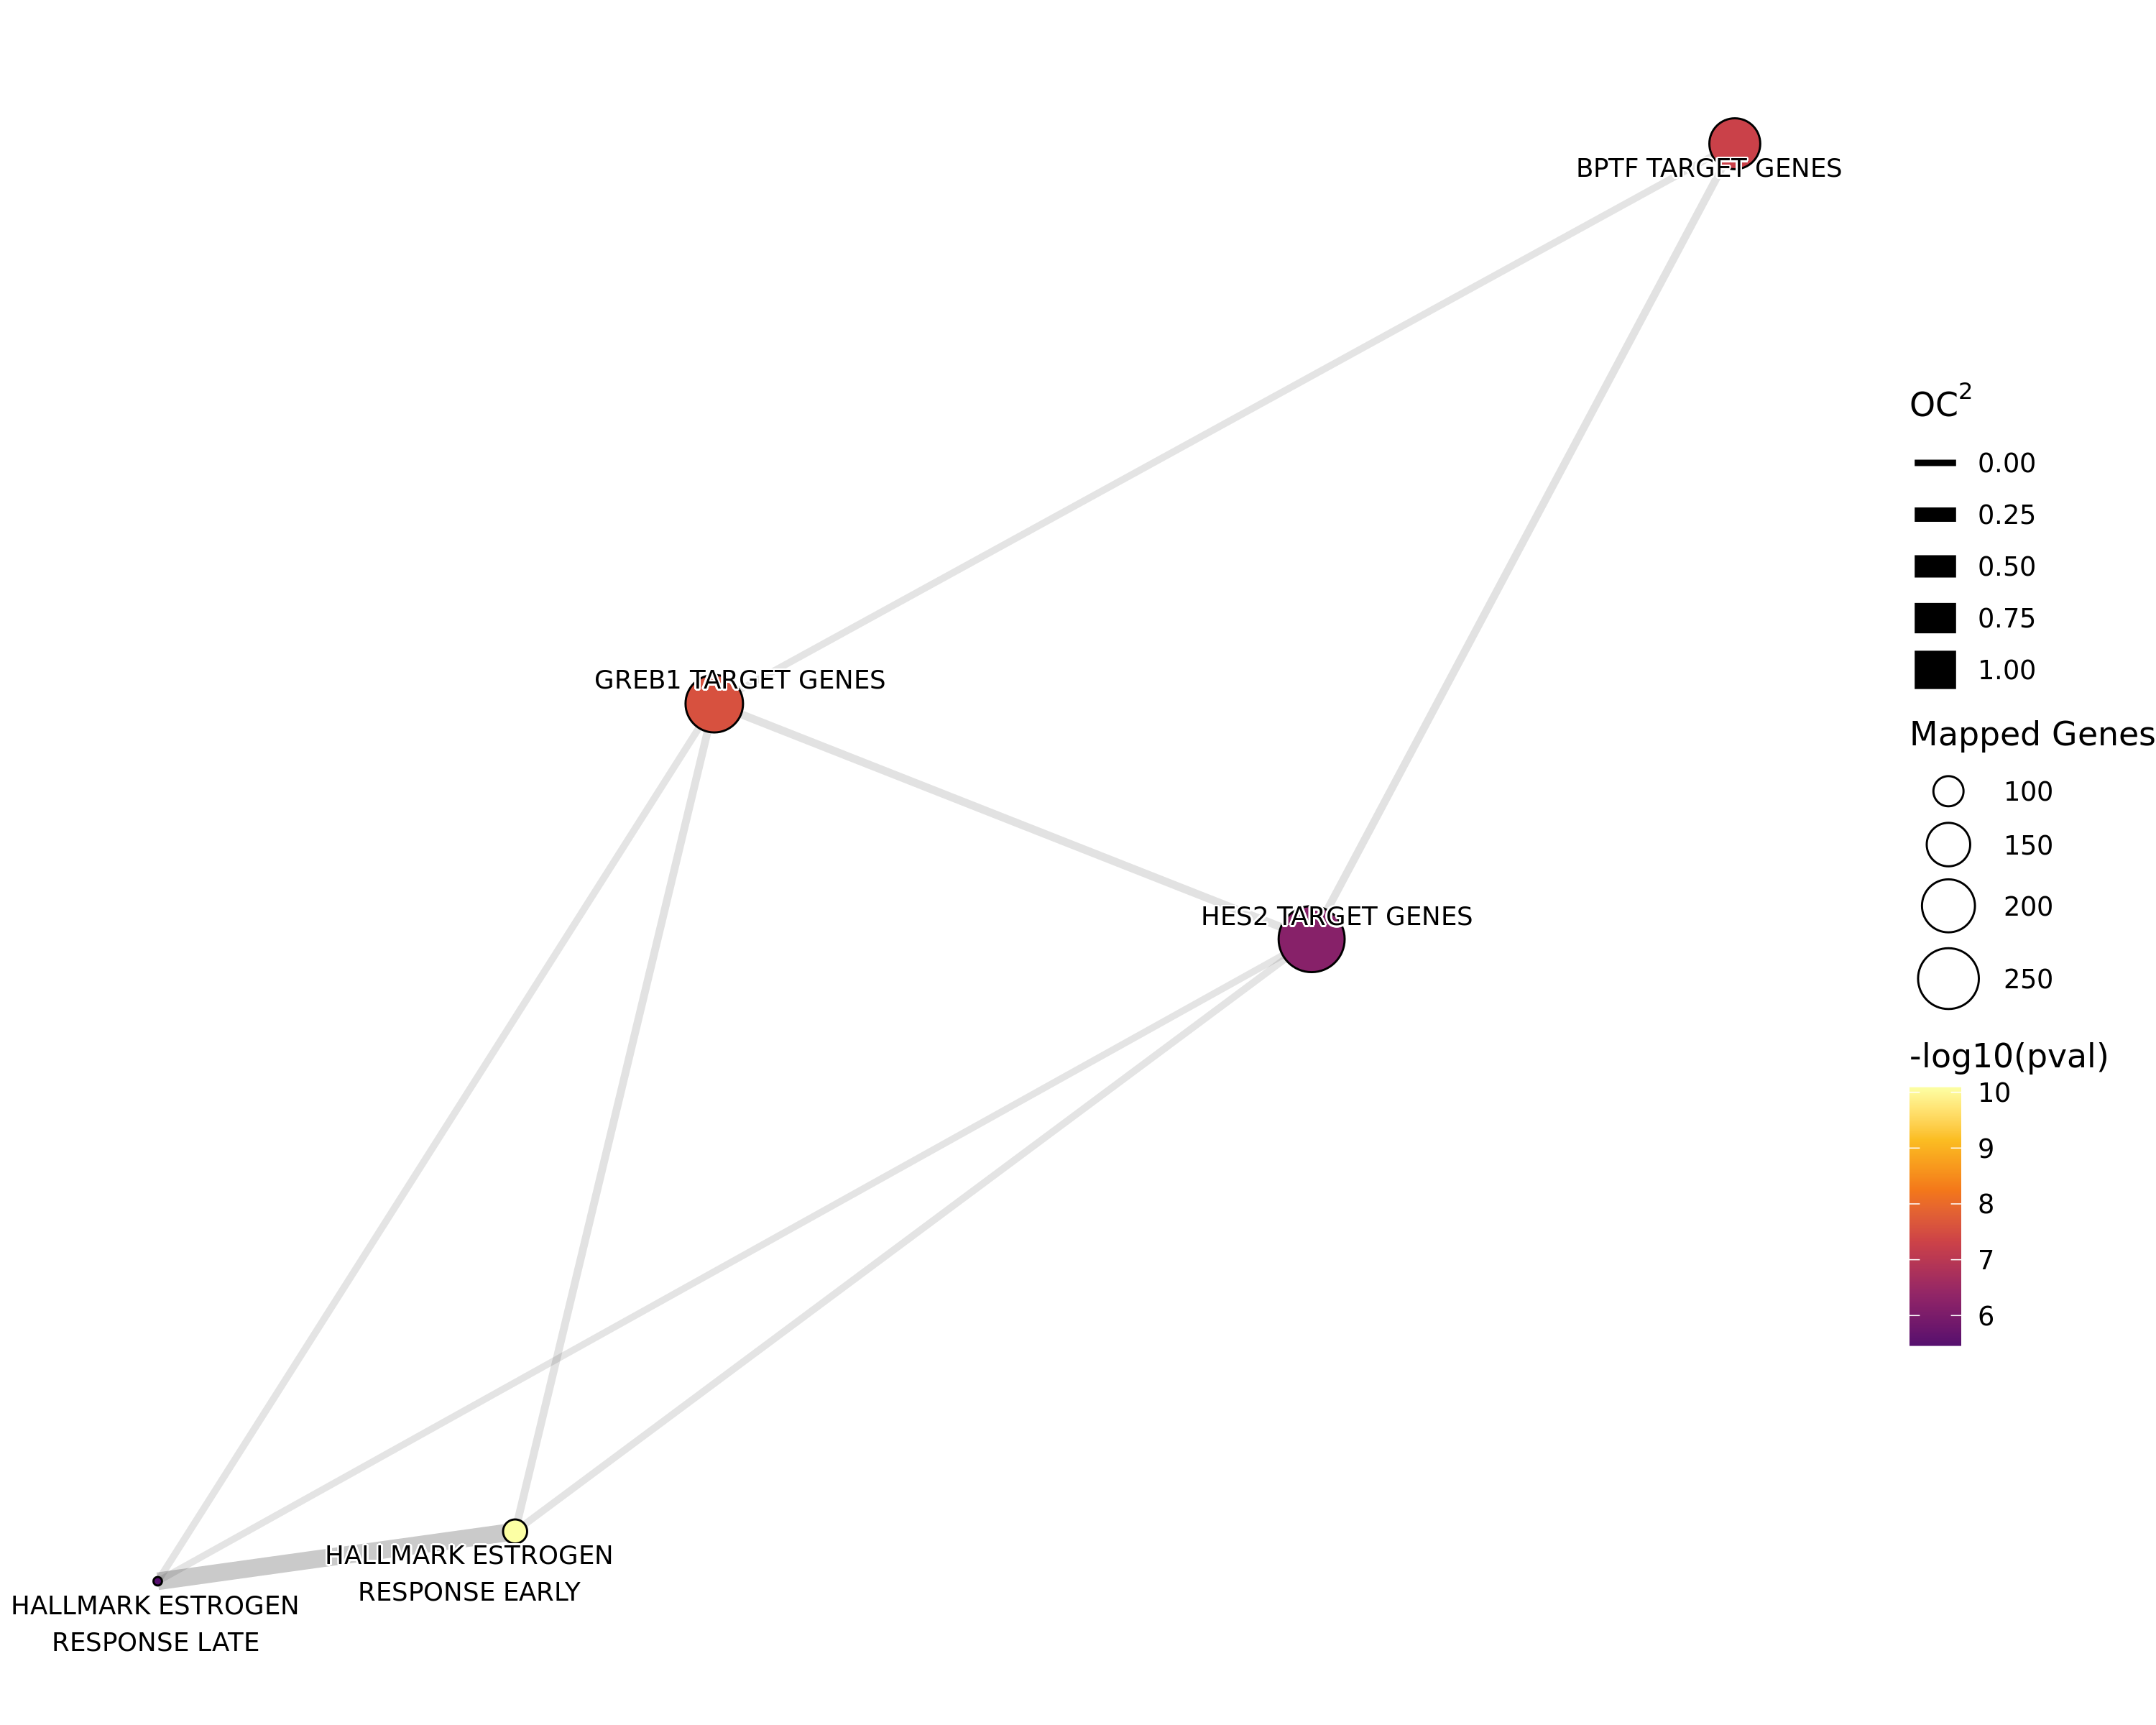 BPTF TARGET GENES
GREB1 TARGET GENES
HES2 TARGET GENES
HALLMARK ESTROGEN
RESPONSE EARLY
HALLMARK ESTROGEN
RESPONSE LATE
OC²
0.00
0.25
0.50
0.75
1.00
Mapped Genes
100
150
200
250
-log10(pval)
10
9
8
7
6